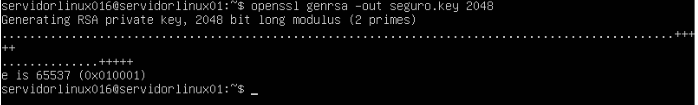 servidorlinux016@servidorlinux01:~$ openssl genrsa -out seguro.key 2048
Generating RSA private key, 2048 bit long modulus (2 primes)
....................................................................................................+++
++
..............+++++
e is 65537 (0x010001)
servidorlinux016@servidorlinux01:~$ _